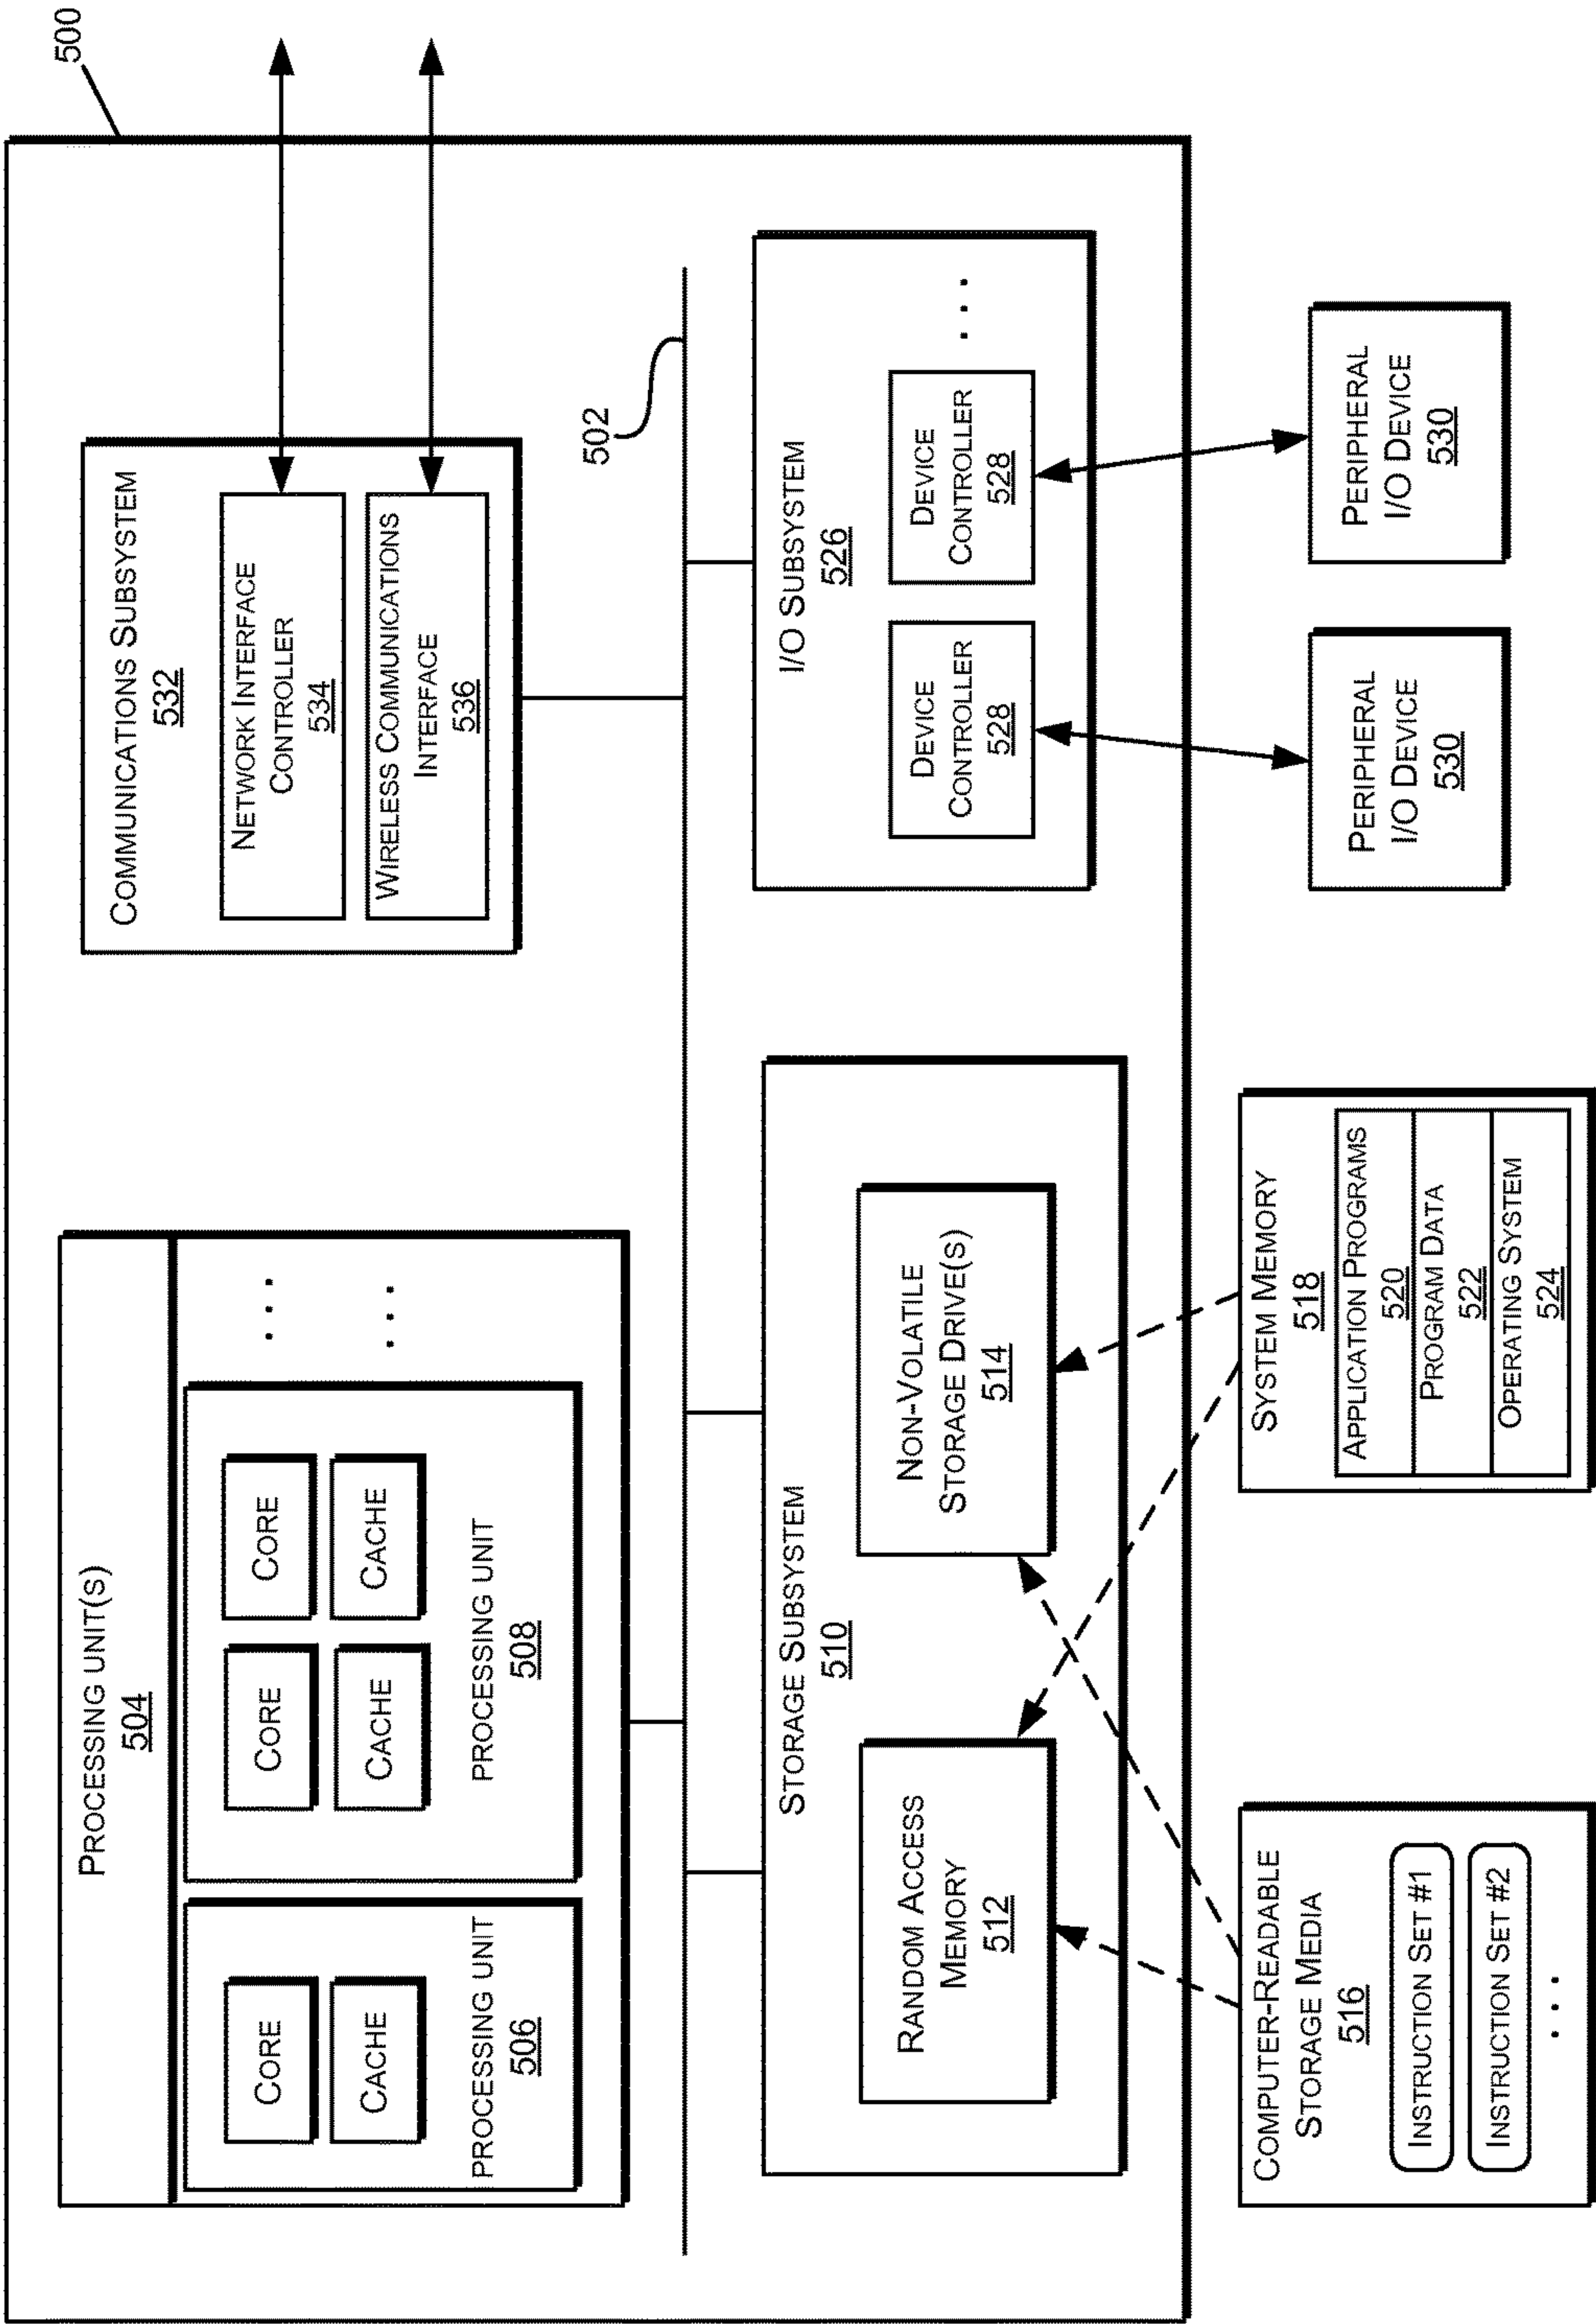 500
PROCESSING UNIT(S)
504
CORE
CACHE
PROCESSING UNIT
506
CORE
CORE
CACHE
CACHE
PROCESSING UNIT
508
...
...
COMMUNICATIONS SUBSYSTEM
532
NETWORK INTERFACE
CONTROLLER
534
WIRELESS COMMUNICATIONS
INTERFACE
536
502
STORAGE SUBSYSTEM
510
RANDOM ACCESS
MEMORY
512
NON-VOLATILE
STORAGE DRIVE(S)
514
I/O SUBSYSTEM
526
DEVICE
CONTROLLER
528
DEVICE
CONTROLLER
528
...
COMPUTER-READABLE
STORAGE MEDIA
516
INSTRUCTION SET #1
INSTRUCTION SET #2
...
SYSTEM MEMORY
518
APPLICATION PROGRAMS
520
PROGRAM DATA
522
OPERATING SYSTEM
524
PERIPHERAL
I/O DEVICE
530
PERIPHERAL
I/O DEVICE
530